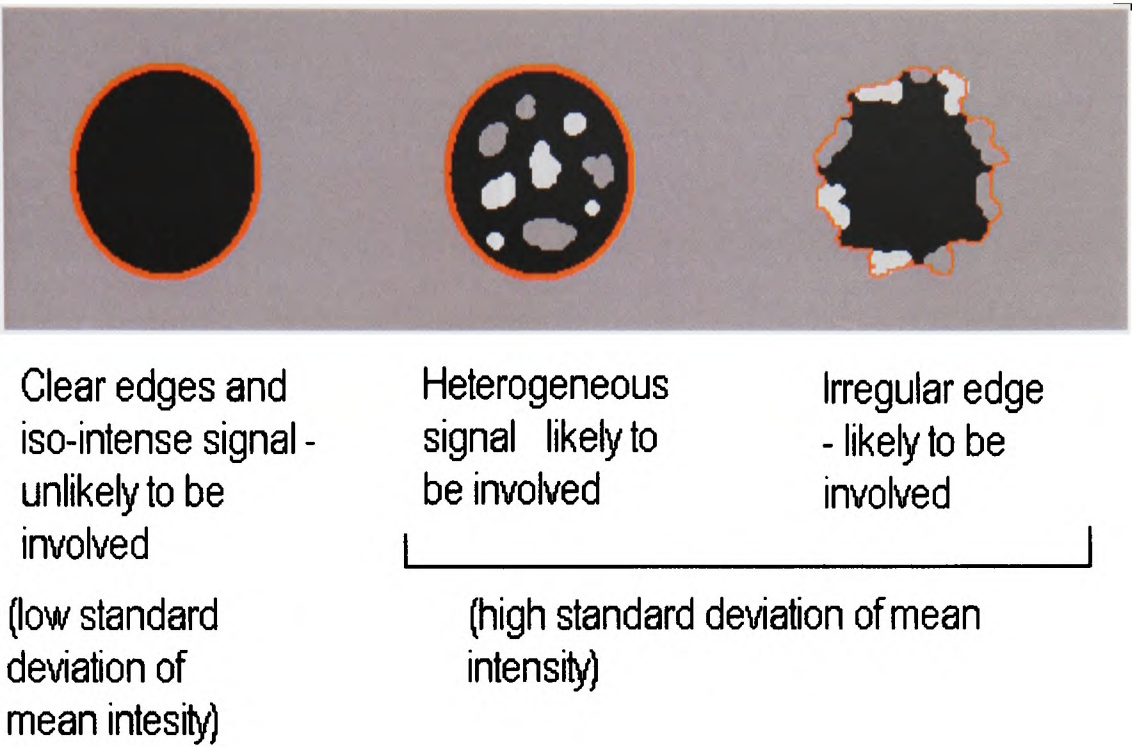 Clear edges and
iso-intense signal -
unlikely to be
involved
(low standard
deviation of
mean intesity)
Heterogeneous
signal likely to
be involved
Irregular edge
- likely to be
involved
(high standard deviation of mean
intensity)